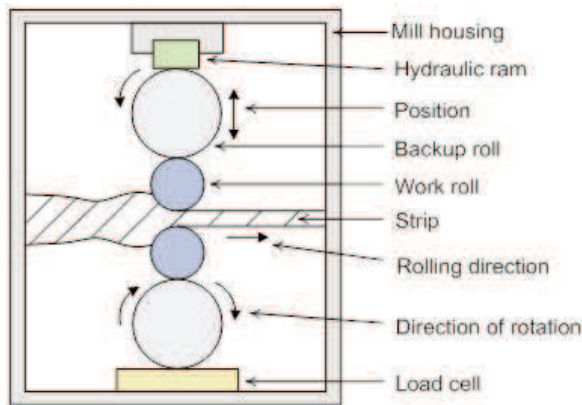 Mill housing
Hydraulic ram
Position
Backup roll
Work roll
Strip
Rolling direction
Direction of rotation
Load cell